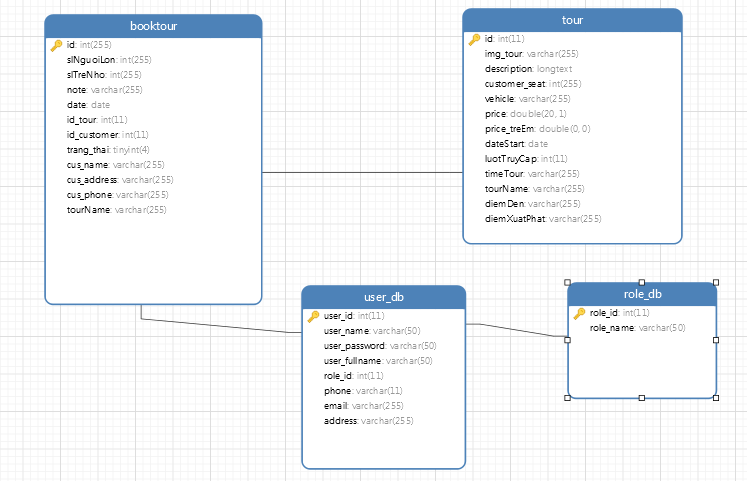 booktour
id: int(255)
slNguoiLon: int(255)
slTreNho: int(255)
note: varchar(255)
date: date
id_tour: int(11)
id_customer: int(11)
trang_thai: tinyint(4)
cus_name: varchar(255)
cus_address: varchar(255)
cus_phone: varchar(255)
tourName: varchar(255)
tour
id: int(11)
img_tour: varchar(255)
description: longtext
customer_seat: int(255)
vehicle: varchar(255)
price: double(20, 1)
price_treEm: double(0, 0)
dateStart: date
luotTruyCap: int(11)
timeTour: varchar(255)
tourName: varchar(255)
diemDen: varchar(255)
diemXuatPhat: varchar(255)
user_db
user_id: int(11)
user_name: varchar(50)
user_password: varchar(50)
user_fullname: varchar(50)
role_id: int(11)
phone: varchar(11)
email: varchar(255)
address: varchar(255)
role_db
role_id: int(11)
role_name: varchar(50)